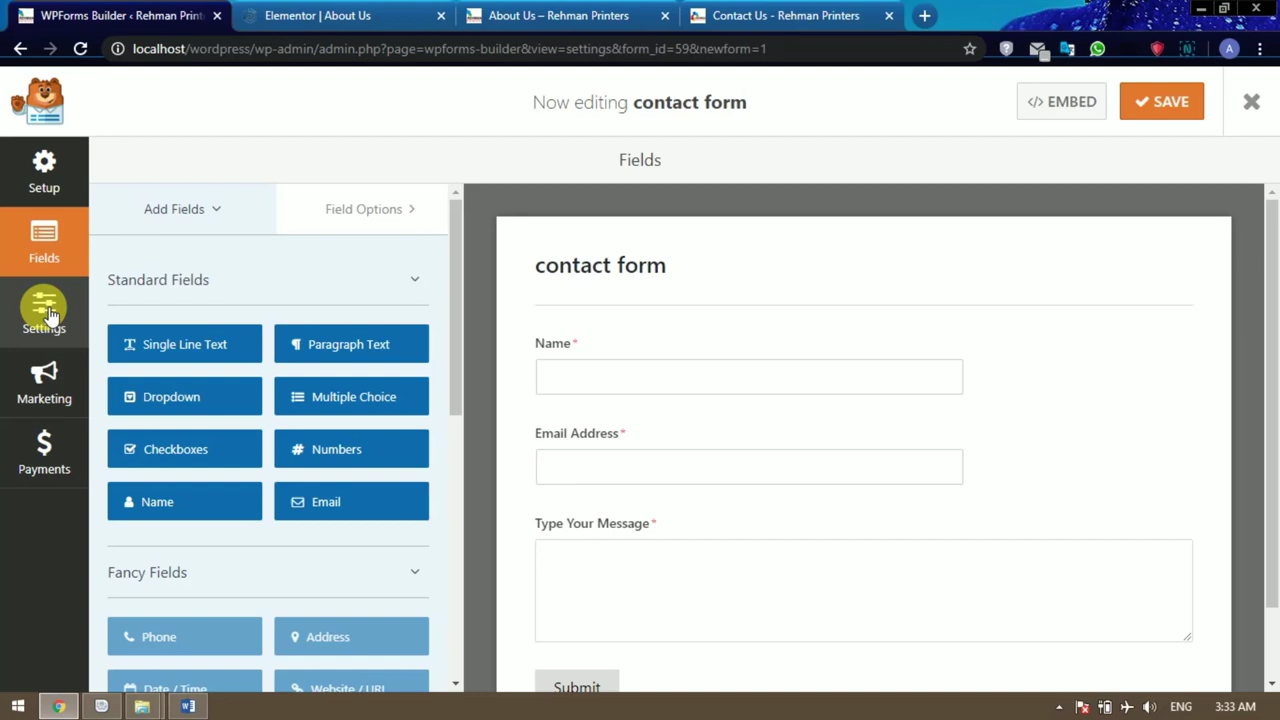 WPForms Builder ‹ Rehman Print
Elementor | About Us
About Us – Rehman Printers
Contact Us - Rehman Printers
localhost/wordpress/wp-admin/admin.php?page=wpforms-builder&view=settings&form_id=59&newform=1
A
Now editing contact form
</> EMBED
SAVE
Fields
Setup
Fields
Settings
Marketing
Payments
Add Fields
Field Options
Standard Fields
Single Line Text
Paragraph Text
Dropdown
Multiple Choice
Checkboxes
Numbers
Name
Email
Fancy Fields
Phone
Address
Date / Time
Website / URL
contact form
Name*
Email Address*
Type Your Message*
Submit
ENG
3:33 AM